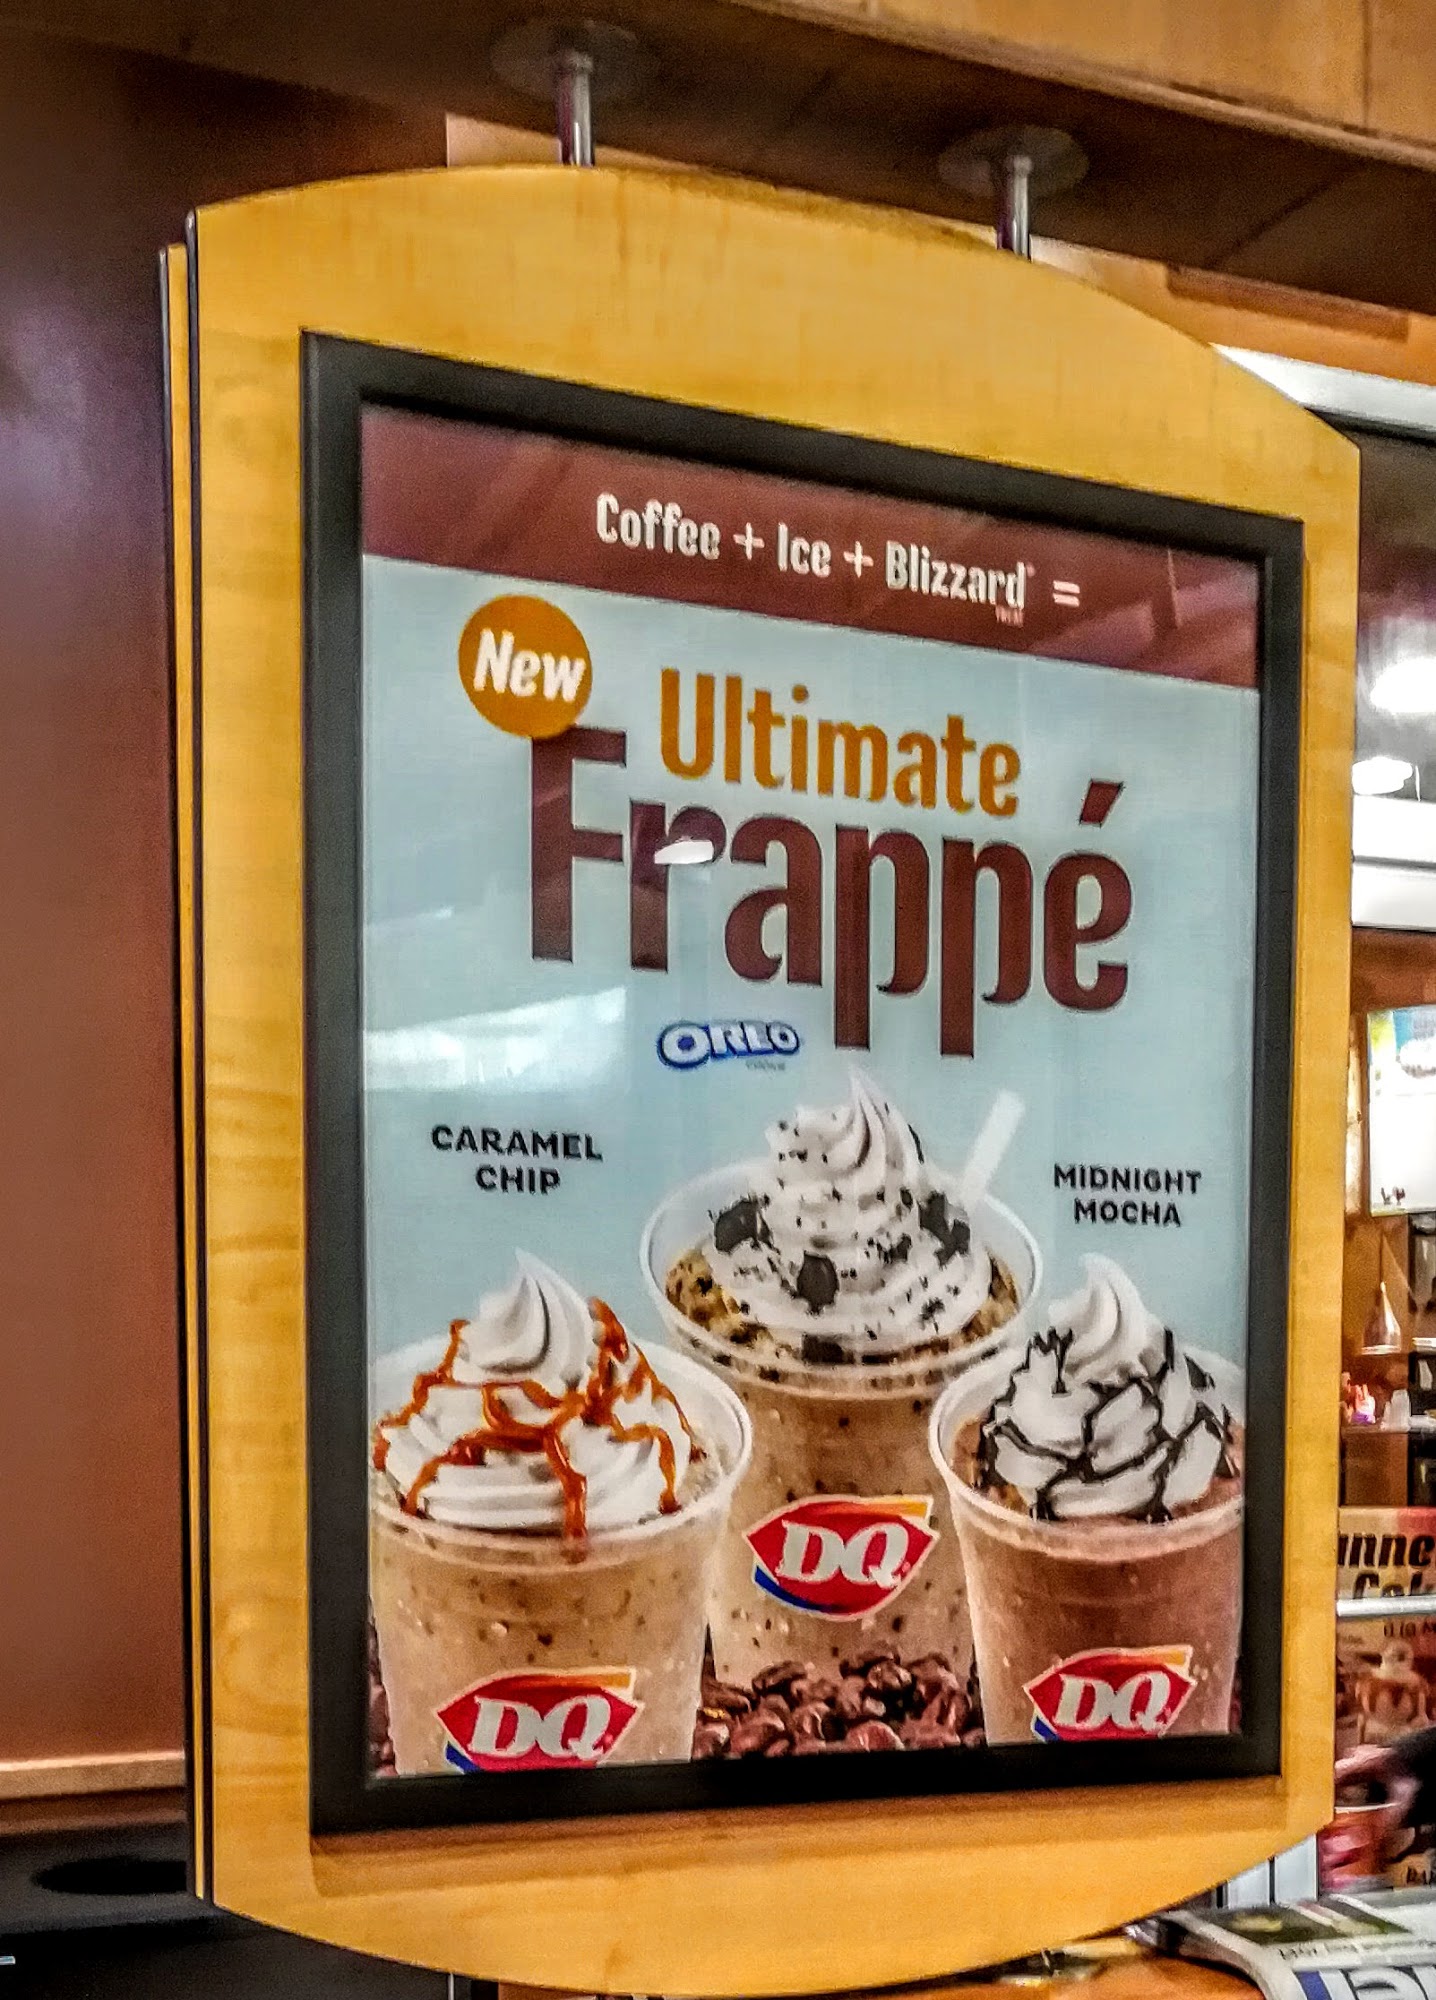 Coffee + Ice + Blizzard® =
New
Ultimate
Frappé
OREO
CARAMEL
CHIP
MIDNIGHT
MOCHA
DQ
DQ
DQ